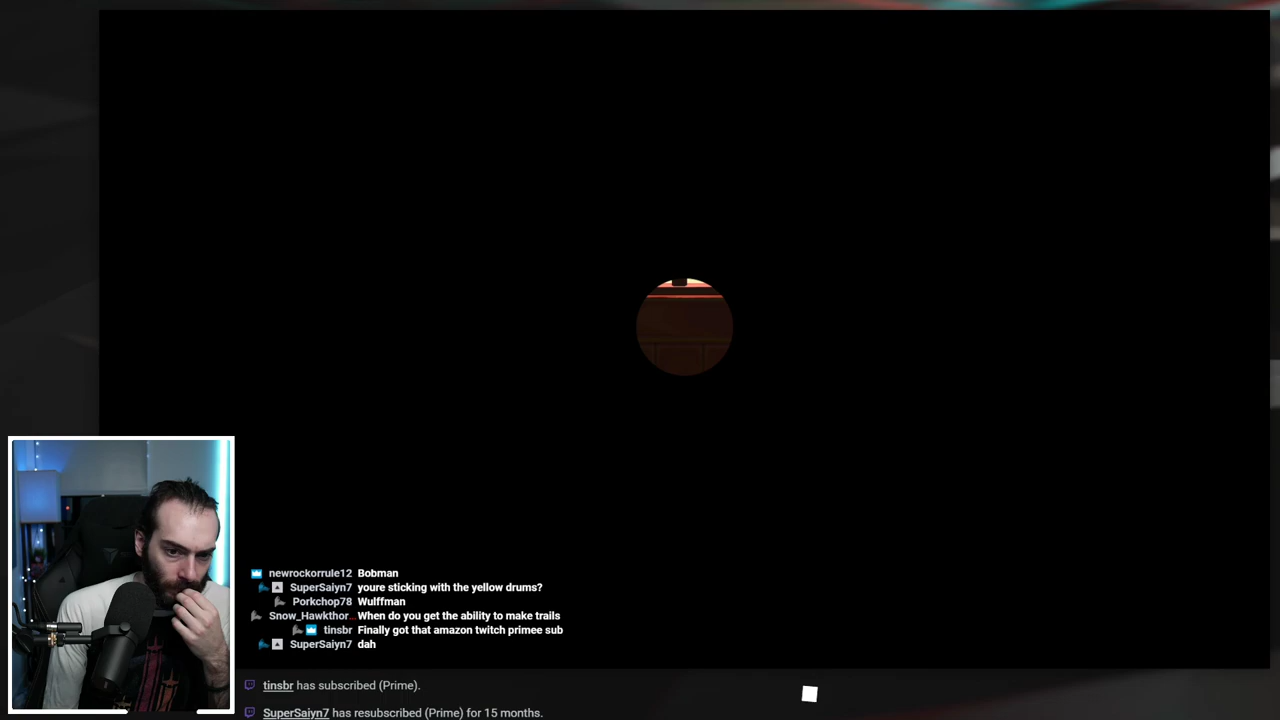 newrockorrule12 Bobman
SuperSaiyn7 youre sticking with the yellow drums?
Porkchop78 Wulffman
Snow_Hawkthor... When do you get the ability to make trails
tinsbr Finally got that amazon twitch primee sub
SuperSaiyn7 dah
tinsbr has subscribed (Prime).
SuperSaiyn7 has resubscribed (Prime) for 15 months.